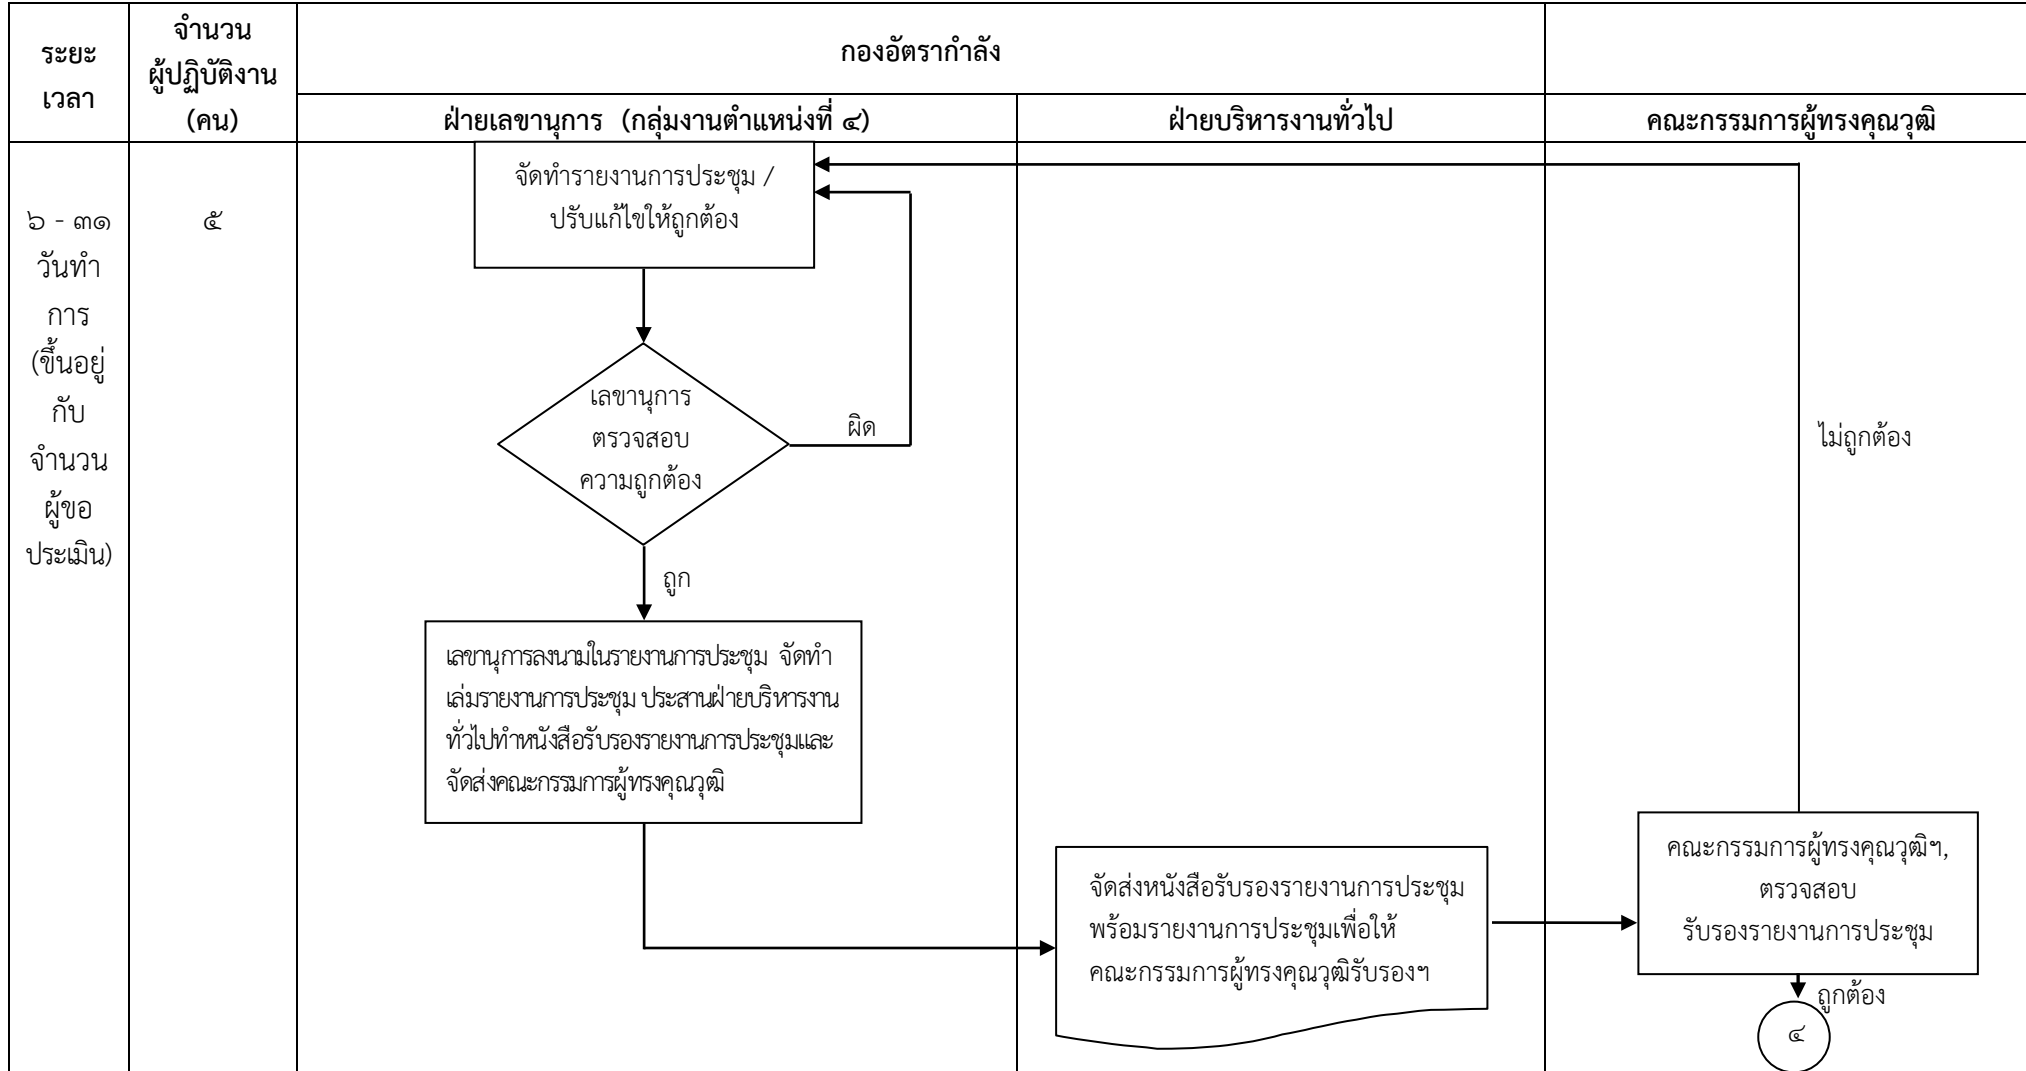 ระยะ
เวลา
จำนวน
ผู้ปฏิบัติงาน
(คน)
กองอัตรากำลัง
ฝ่ายเลขานุการ (กลุ่มงานตำแหน่งที่ ๔)
ฝ่ายบริหารงานทั่วไป
คณะกรรมการผู้ทรงคุณวุฒิ
๖ - ๓๑
วันทำ
การ
(ขึ้นอยู่
กับ
จำนวน
ผู้ขอ
ประเมิน)
๕
จัดทำรายงานการประชุม /
ปรับแก้ไขให้ถูกต้อง
เลขานุการ
ตรวจสอบ
ความถูกต้อง
ผิด
ถูก
เลขานุการลงนามในรายงานการประชุม จัดทำ
เล่มรายงานการประชุม ประสานฝ่ายบริหารงาน
ทั่วไปทำหนังสือรับรองรายงานการประชุมและ
จัดส่งคณะกรรมการผู้ทรงคุณวุฒิ
จัดส่งหนังสือรับรองรายงานการประชุม
พร้อมรายงานการประชุมเพื่อให้
คณะกรรมการผู้ทรงคุณวุฒิรับรองฯ
ไม่ถูกต้อง
คณะกรรมการผู้ทรงคุณวุฒิฯ,
ตรวจสอบ
รับรองรายงานการประชุม
ถูกต้อง
๔